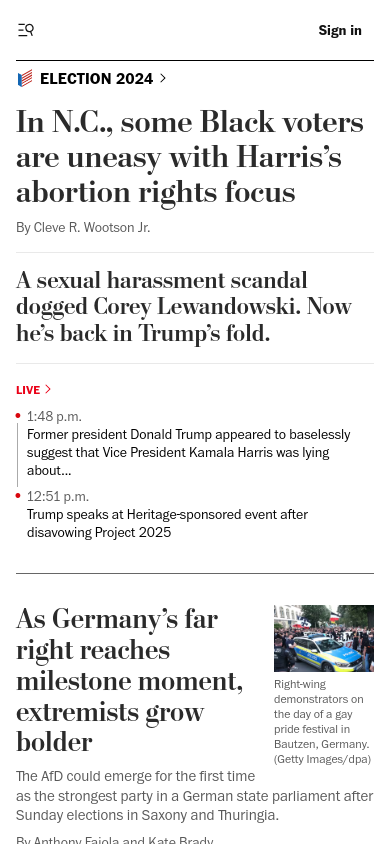 Sign in
ELECTION 2024
In N.C., some Black voters
are uneasy with Harris's
abortion rights focus
By Cleve R. Wootson Jr.
A sexual harassment scandal
dogged Corey Lewandowski. Now
he's back in Trump's fold.
LIVE
1:48 p.m.
Former president Donald Trump appeared to baselessly
suggest that Vice President Kamala Harris was lying
about...
12:51 p.m.
Trump speaks at Heritage-sponsored event after
disavowing Project 2025
As Germany's far
right reaches
milestone moment,
extremists grow
bolder
Right-wing
demonstrators on
the day of a gay
pride festival in
Bautzen, Germany.
(Getty Images/dpa)
The AfD could emerge for the first time
as the strongest party in a German state parliament after
Sunday elections in Saxony and Thuringia.
By Anthony Faiola and Kate Brady